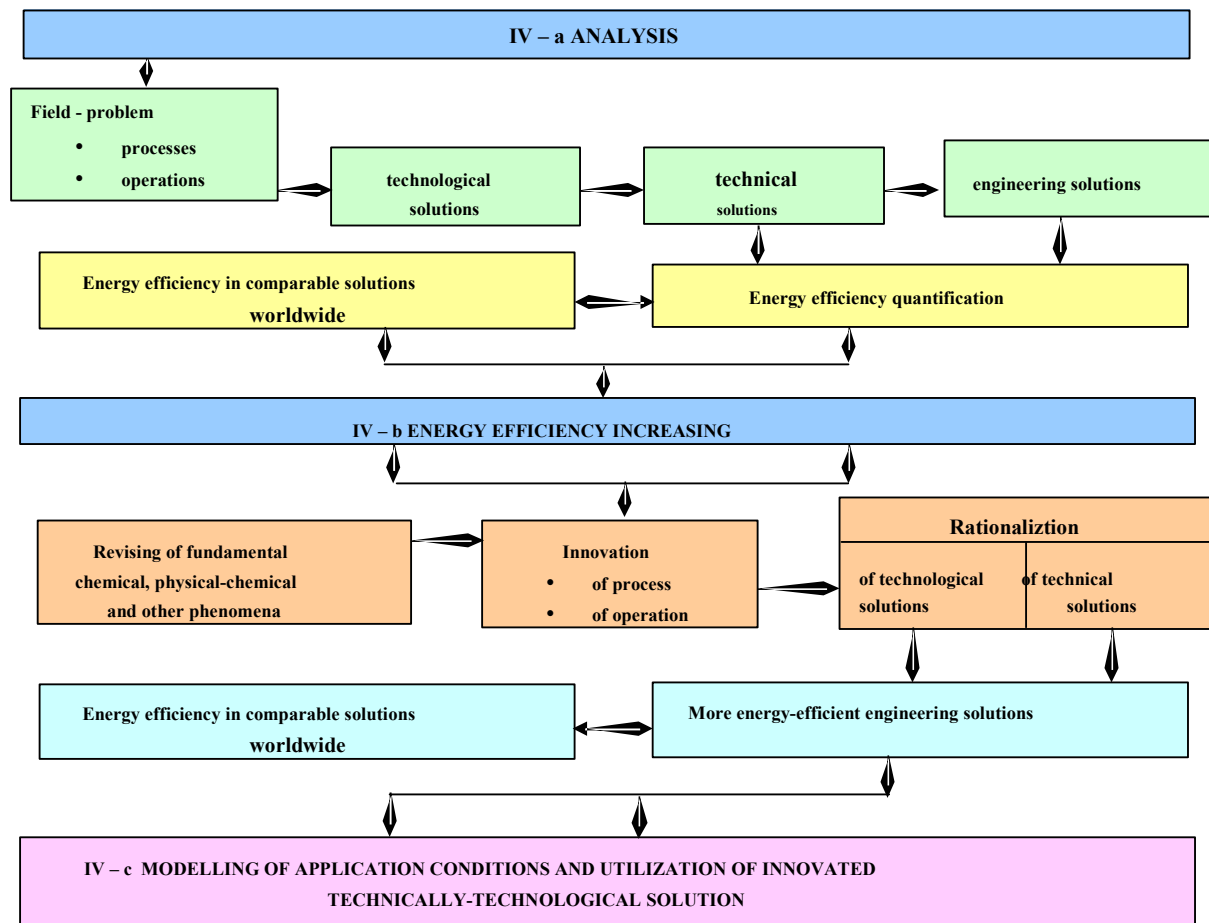 IV – a ANALYSIS
Field - problem
• processes
• operations
technological
solutions
technical
solutions
engineering solutions
Energy efficiency in comparable solutions
worldwide
Energy efficiency quantification
IV – b ENERGY EFFICIENCY INCREASING
Revising of fundamental
chemical, physical-chemical
and other phenomena
Innovation
• of process
• of operation
Rationaliztion
of technological
solutions
of technical
solutions
Energy efficiency in comparable solutions
worldwide
More energy-efficient engineering solutions
IV – c MODELLING OF APPLICATION CONDITIONS AND UTILIZATION OF INNOVATED
TECHNICALLY-TECHNOLOGICAL SOLUTION